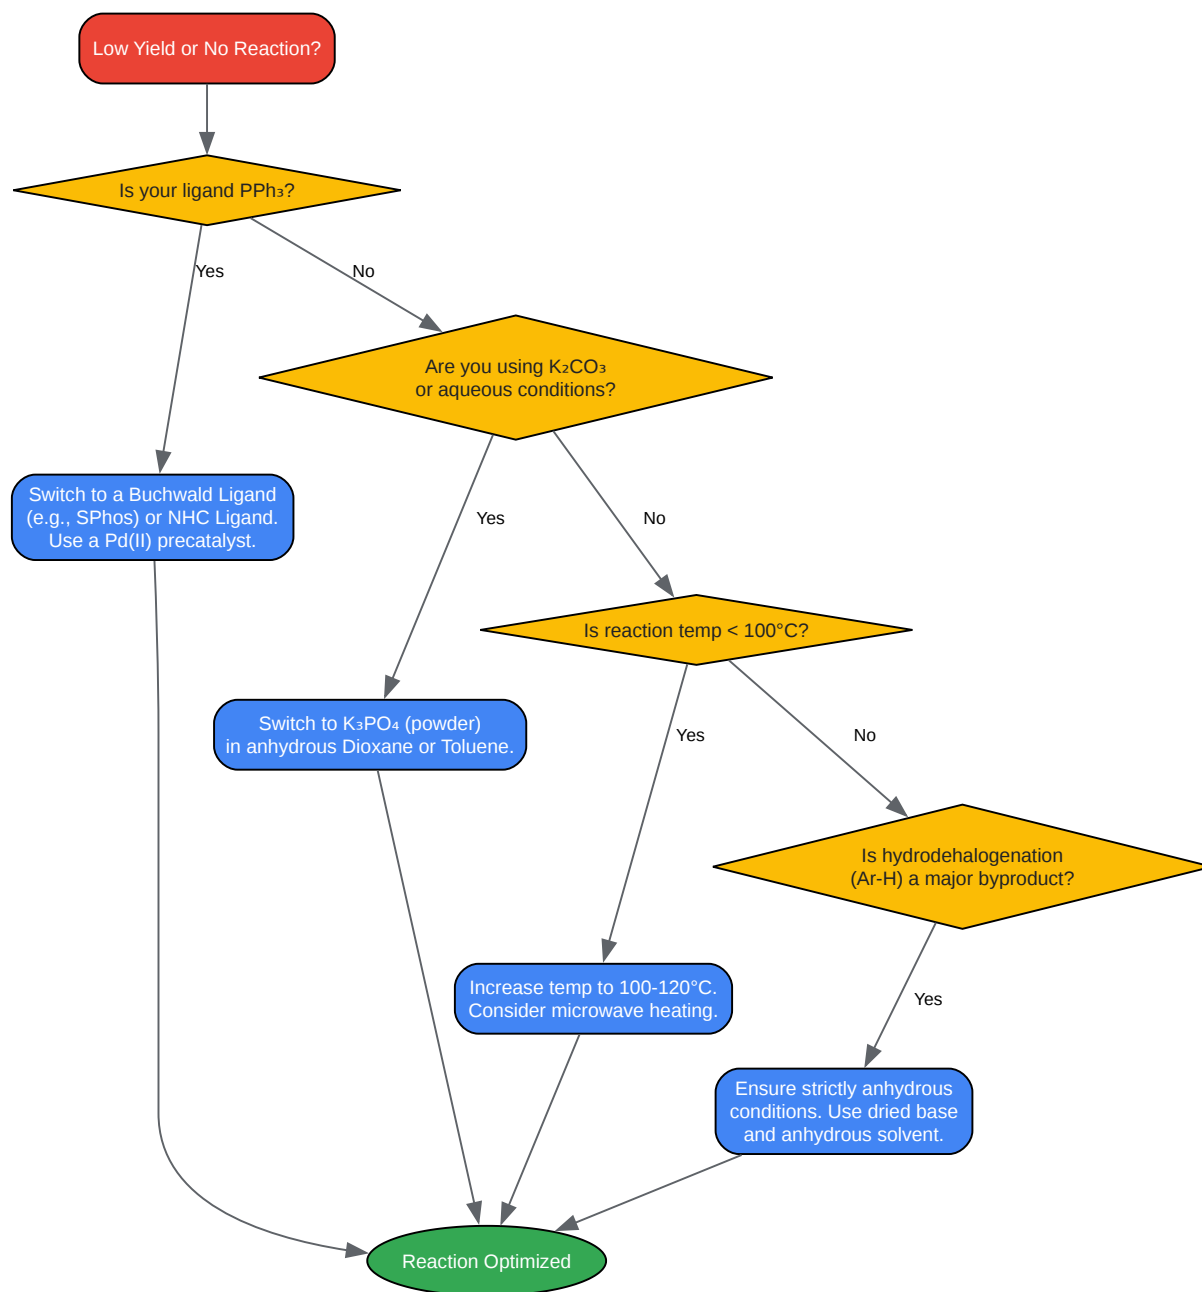 Low Yield or No Reaction?
Is your ligand PPh₃?
Yes
No
Are you using K₂CO₃
or aqueous conditions?
Switch to a Buchwald Ligand
(e.g., SPhos) or NHC Ligand.
Use a Pd(II) precatalyst.
Yes
No
Is reaction temp < 100°C?
Switch to K₃PO₄ (powder)
in anhydrous Dioxane or Toluene.
Yes
No
Is hydrodehalogenation
(Ar-H) a major byproduct?
Increase temp to 100-120°C.
Consider microwave heating.
Yes
Ensure strictly anhydrous
conditions. Use dried base
and anhydrous solvent.
Reaction Optimized